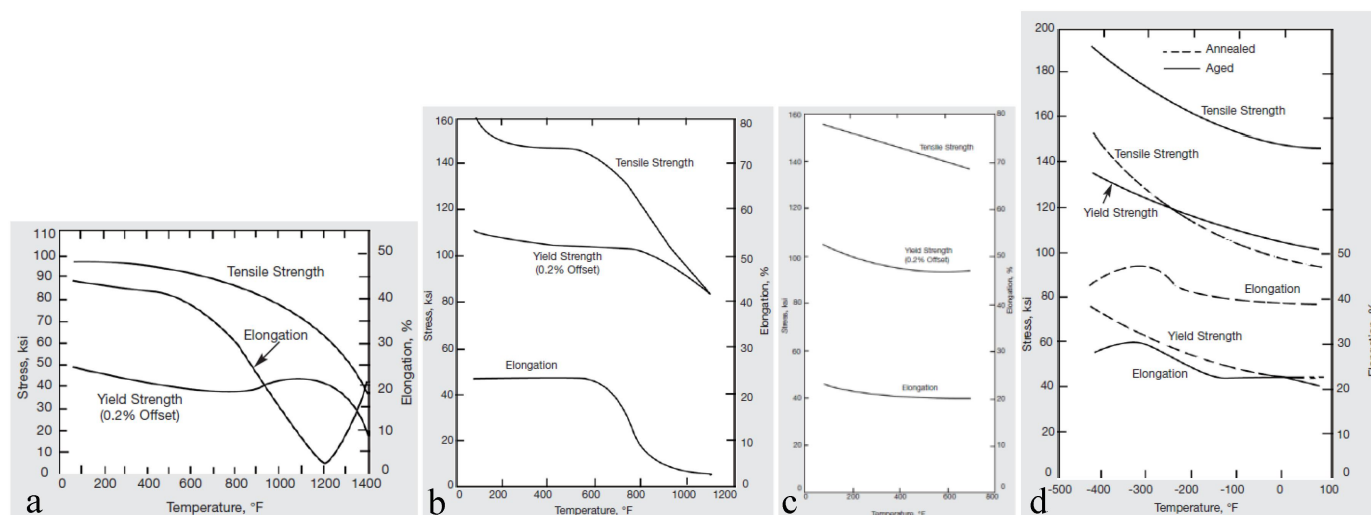 110
100
90
80
70
60
50
40
30
20
10
0
Stress, ksi
50
40
30
20
10
0
Elongation, %
Tensile Strength
Elongation
Yield Strength
(0.2% Offset)
0 200 400 600 800 1000 1200 1400
Temperature, °F
a
160
140
120
100
80
60
40
20
0
Stress, ksi
80
70
60
50
40
30
20
10
0
Elongation, %
Tensile Strength
Yield Strength
(0.2% Offset)
Elongation
0 200 400 600 800 1000 1200
Temperature, °F
b
160
140
120
100
80
60
40
20
0
Stress, ksi
80
70
60
50
40
30
20
10
0
Elongation, %
Tensile Strength
Yield Strength
(0.2% Offset)
Elongation
0 200 400 600 800
Temperature, °F
c
200
180
160
140
120
100
80
60
40
20
0
Stress, ksi
50
40
30
20
10
0
Annealed
Aged
Tensile Strength
Tensile Strength
Yield Strength
Elongation
Yield Strength
Elongation
-500 -400 -300 -200 -100 0 100
Temperature, °F
d